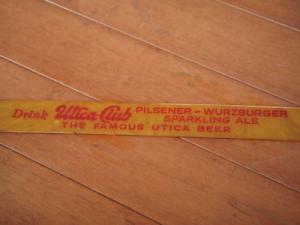 Drink Utica-Club PILSENER - WURZBURGER
SPARKLING ALE
THE FAMOUS UTICA BEER